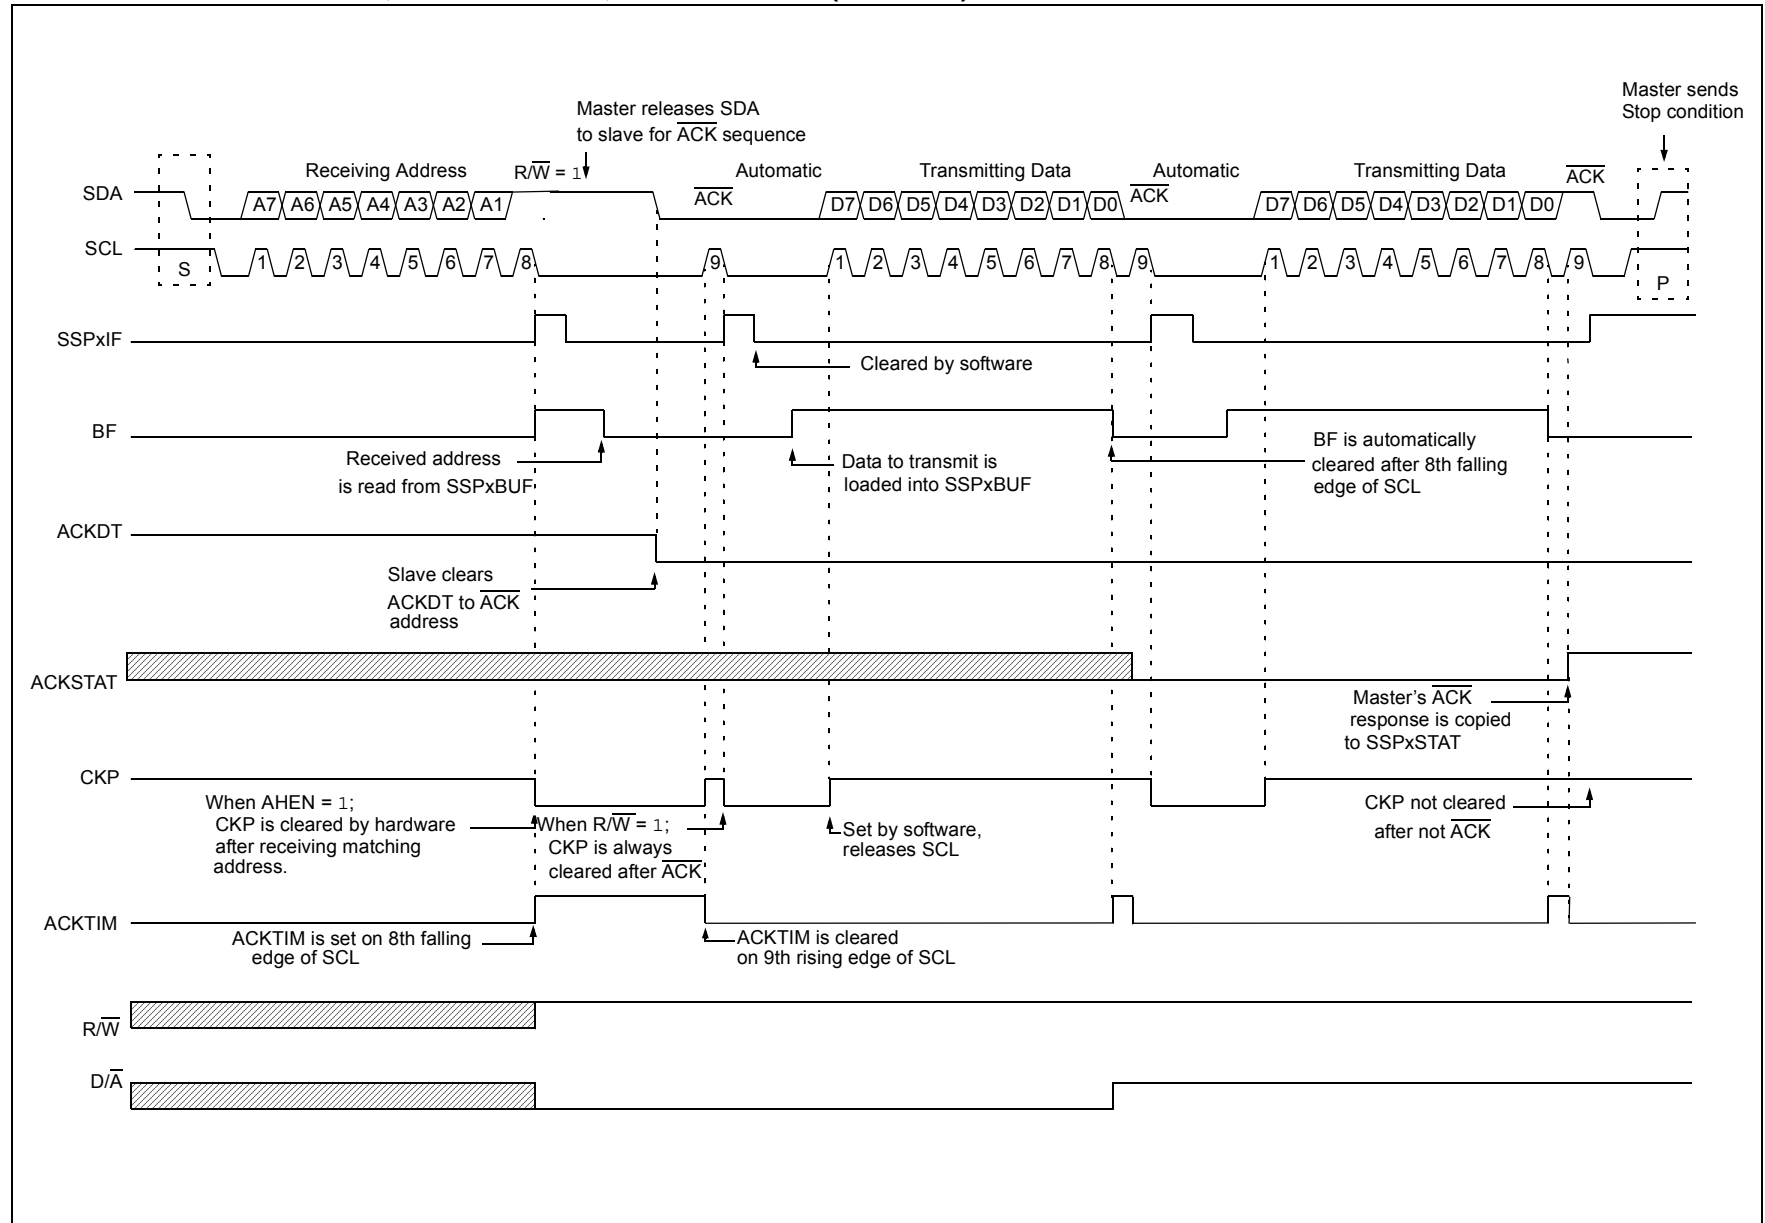 Master sends
Stop condition
Master releases SDA
to slave for ACK sequence
Receiving Address
R/W = 1
Automatic
Transmitting Data
Automatic
Transmitting Data
ACK
SDA
A7 A6 A5 A4 A3 A2 A1
ACK
D7 D6 D5 D4 D3 D2 D1 D0
ACK
D7 D6 D5 D4 D3 D2 D1 D0
SCL
S
1 2 3 4 5 6 7 8
9
1 2 3 4 5 6 7 8 9
1 2 3 4 5 6 7 8 9
P
SSPxIF
Cleared by software
BF
Received address
is read from SSPxBUF
Data to transmit is
loaded into SSPxBUF
BF is automatically
cleared after 8th falling
edge of SCL
ACKDT
Slave clears
ACKDT to ACK
address
ACKSTAT
Master's ACK
response is copied
to SSPxSTAT
CKP
When AHEN = 1;
CKP is cleared by hardware
after receiving matching
address.
When R/W = 1;
CKP is always
cleared after ACK
Set by software,
releases SCL
CKP not cleared
after not ACK
ACKTIM
ACKTIM is set on 8th falling
edge of SCL
ACKTIM is cleared
on 9th rising edge of SCL
R/W
D/A